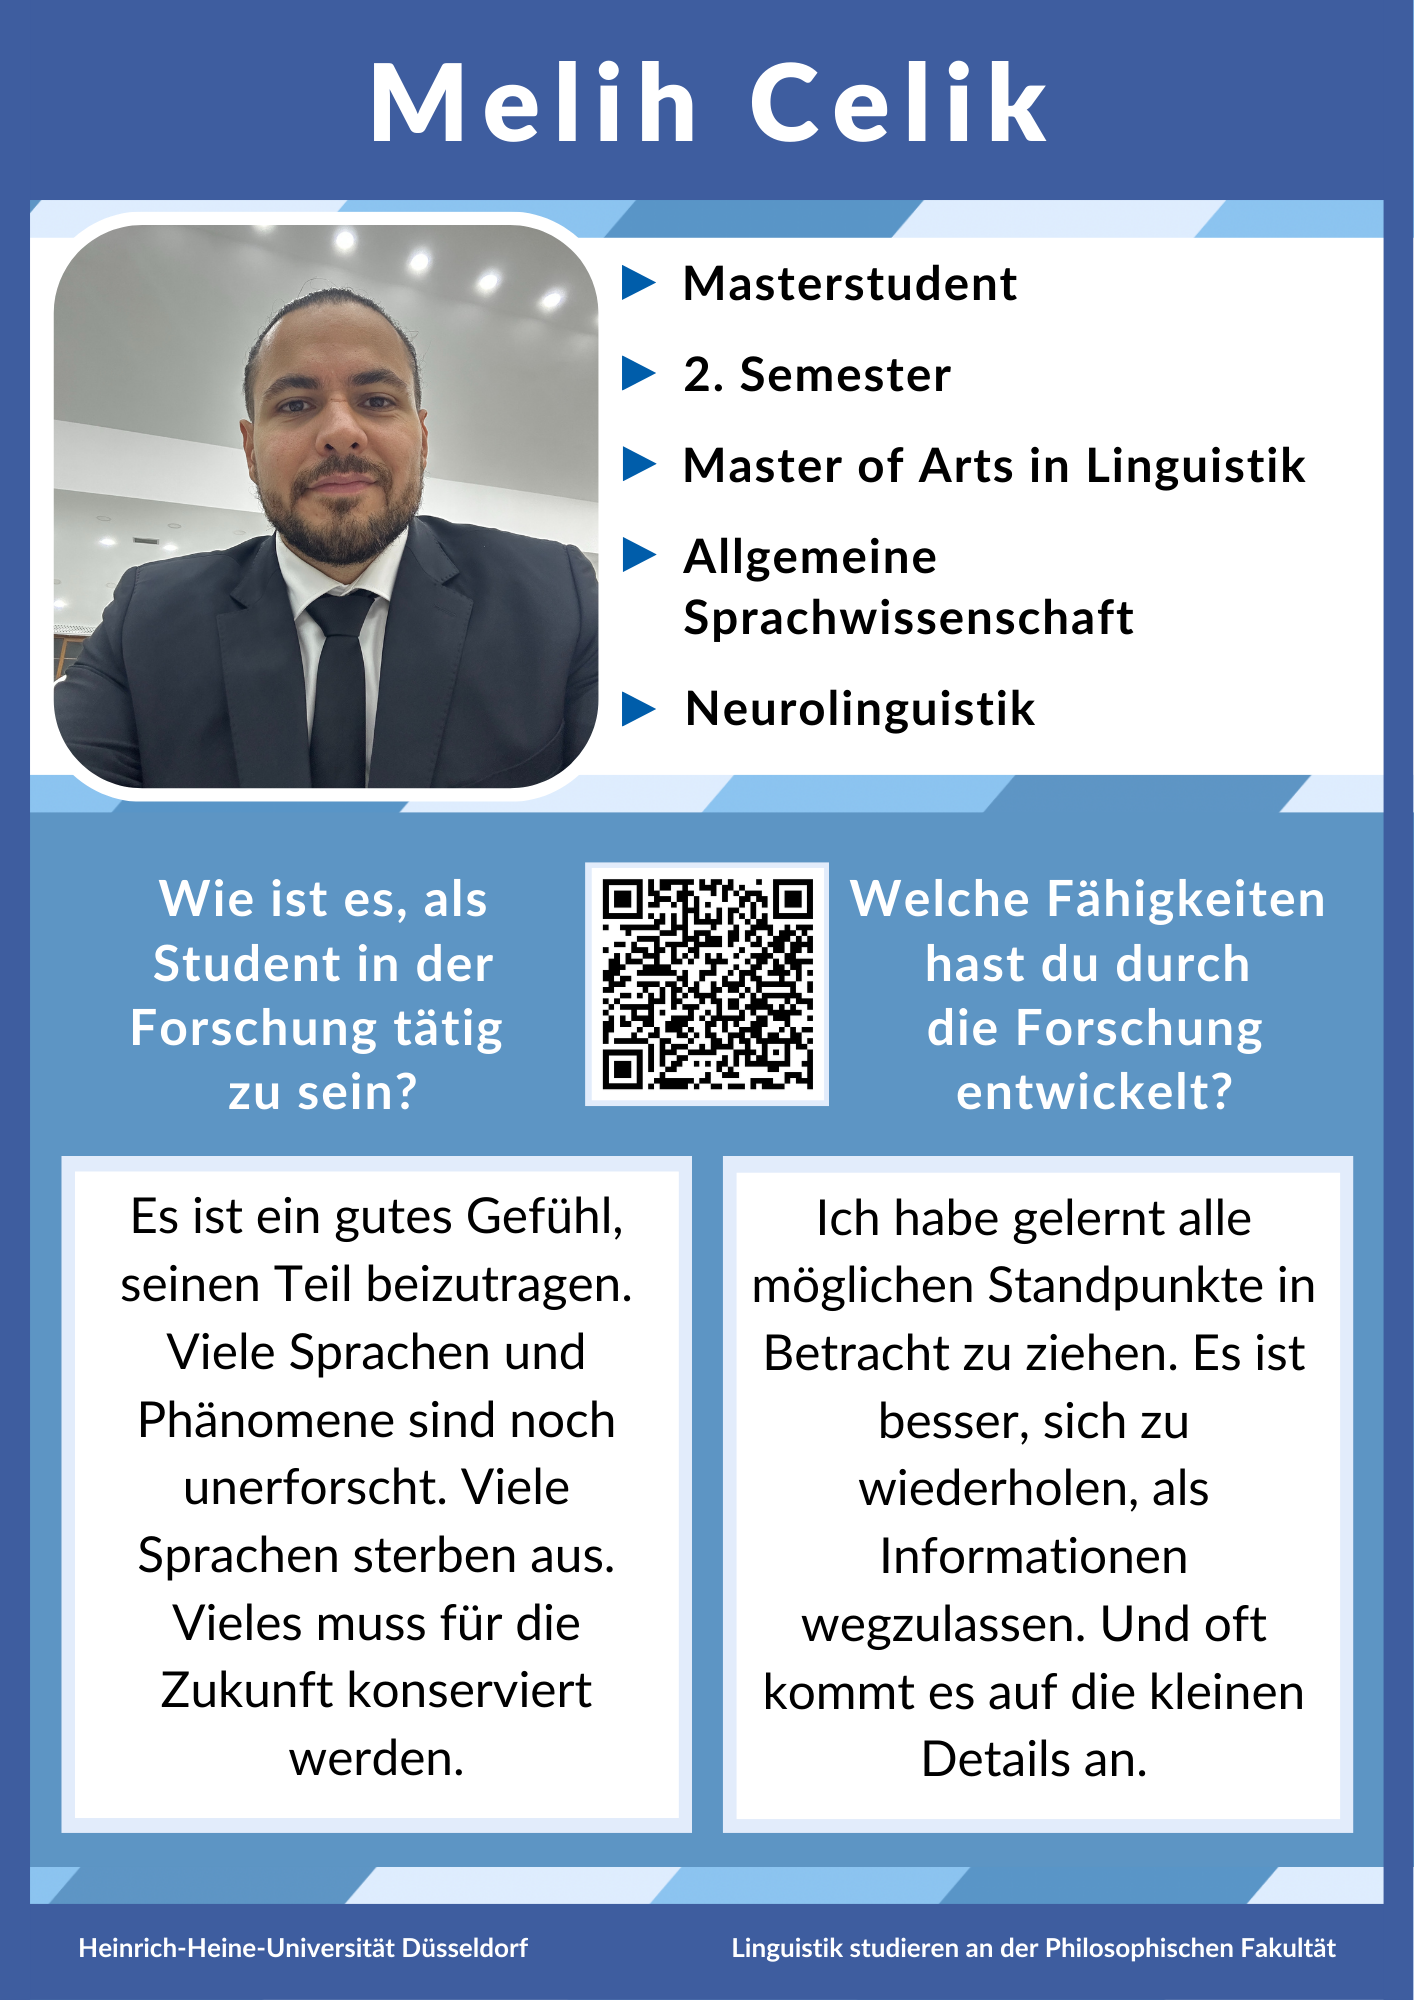 Melih Celik
Masterstudent
2. Semester
Master of Arts in Linguistik
Allgemeine
Sprachwissenschaft
Neurolinguistik
Wie ist es, als
Student in der
Forschung tätig
zu sein?
Welche Fähigkeiten
hast du durch
die Forschung
entwickelt?
Es ist ein gutes Gefühl,
seinen Teil beizutragen.
Viele Sprachen und
Phänomene sind noch
unerforscht. Viele
Sprachen sterben aus.
Vieles muss für die
Zukunft konserviert
werden.
Ich habe gelernt alle
möglichen Standpunkte in
Betracht zu ziehen. Es ist
besser, sich zu
wiederholen, als
Informationen
wegzulassen. Und oft
kommt es auf die kleinen
Details an.
Heinrich-Heine-Universität Düsseldorf
Linguistik studieren an der Philosophischen Fakultät